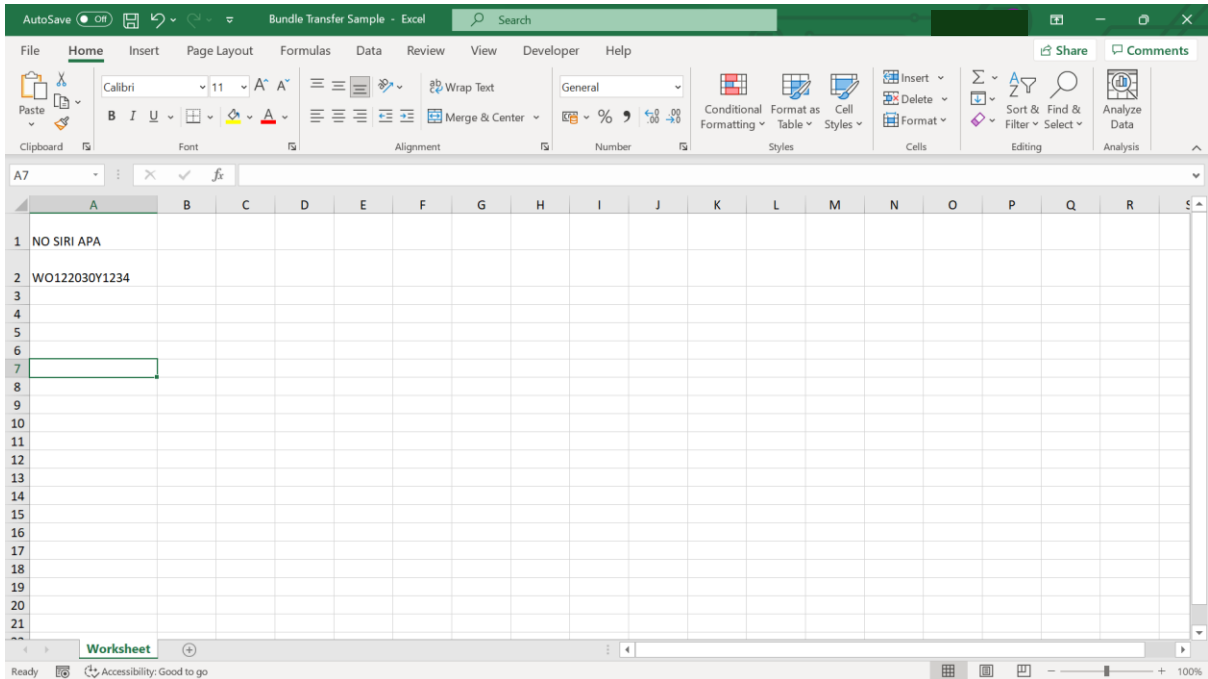 AutoSave Off Bundle Transfer Sample - Excel Search
File Home Insert Page Layout Formulas Data Review View Developer Help Share Comments
Calibri 11 A^ Aˇ Wrap Text General Insert
Paste B I U A Merge & Center % Conditional Formatting Format as Table Cell Styles Delete Format Sort & Filter Find & Select Analyze Data
Clipboard Font Alignment Number Styles Cells Editing Analysis
A7 fx
A B C D E F G H I J K L M N O P Q R
1 NO SIRI APA
2 WO122030Y1234
3
4
5
6
7
8
9
10
11
12
13
14
15
16
17
18
19
20
21
Worksheet
Ready Accessibility: Good to go 100%